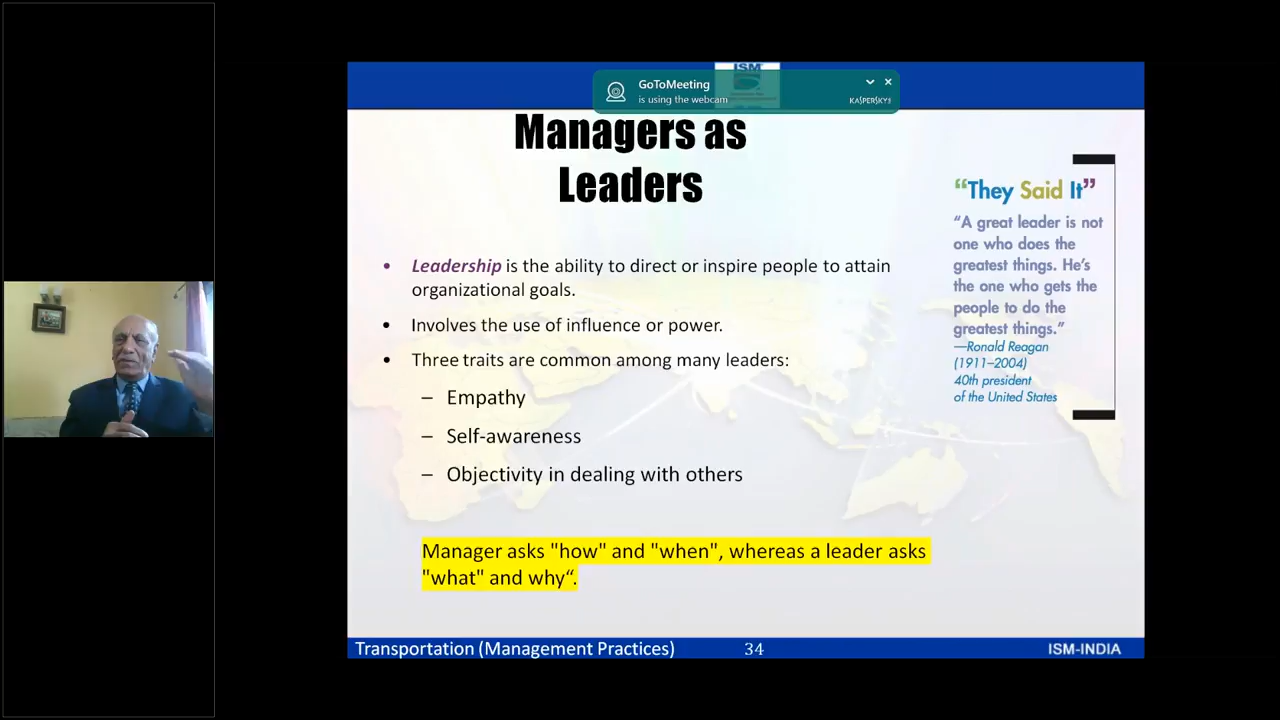 ISM
GoToMeeting
is using the webcam
KASPERSKY
Managers as
Leaders
• Leadership is the ability to direct or inspire people to attain
organizational goals.
• Involves the use of influence or power.
• Three traits are common among many leaders:
– Empathy
– Self-awareness
– Objectivity in dealing with others
Manager asks "how" and "when", whereas a leader asks
"what" and why“.
“They Said It”
“A great leader is not
one who does the
greatest things. He’s
the one who gets the
people to do the
greatest things.”
—Ronald Reagan
(1911–2004)
40th president
of the United States
Transportation (Management Practices) 34 ISM-INDIA